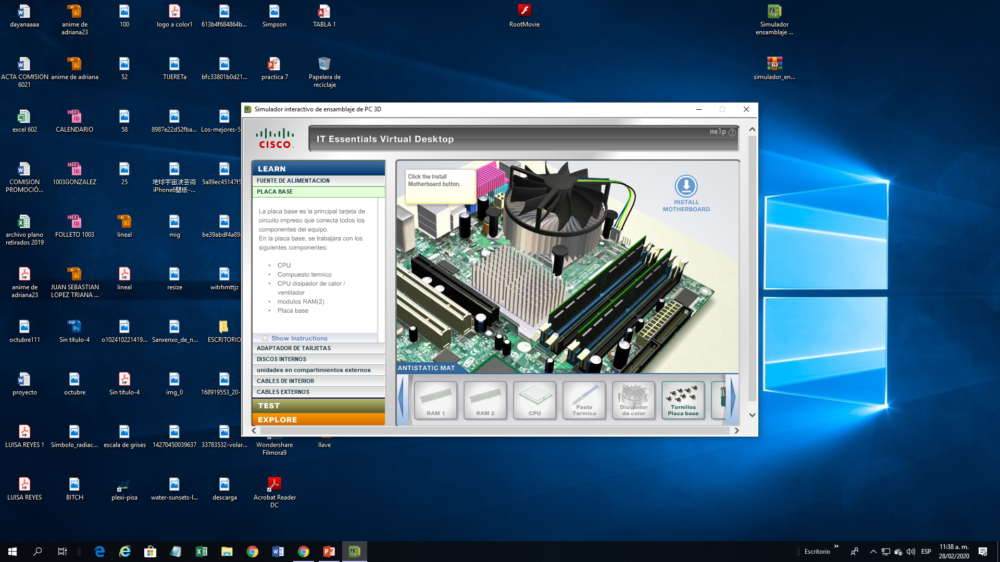 dayanaaaa
anime de
adriana23
100
logo a color1
613b4f684864b...
Simpson
TABLA 1
RootMovie
Simulador
ensamblaje ...
ACTA COMISION
6021
anime de adriana
52
TIJERETa
bfc33801b0d21...
practica 7
Papelera de
reciclaje
simulador_en...
excel 602
CALENDARIO
58
8987e22d52fba...
Los-mejores-5
COMISION
PROMOCIÓ...
1003GONZALEZ
25
地球宇宙波芸術
iPhone6壁紙-...
5a89ec45147f5
archivo plano
retirados 2019
FOLLETO 1003
lineal
mig
be39abdf4a89
anime de
adriana23
JUAN SEBASTIAN
LOPEZ TRIANA ...
lineal
resize
witrhmttjz
octubre111
Sin título-4
o102410221419...
Sanxenxo_de_n...
ESCRITORIO
proyecto
octubre
Sin título-4
img_0
168919553_20-
LUISA REYES 1
Símbolo_radiac...
escala de grises
14270450039637
33783532-volar...
Wondershare
Filmora9
llave
LUISA REYES
BITCH
plexi-pisa
water-sunsets-l...
descarga
Acrobat Reader
DC
Simulador interactivo de ensamblaje de PC 3D
CISCO
IT Essentials Virtual Desktop
Help ?
LEARN
FUENTE DE ALIMENTACION
PLACA BASE
La placa base es la principal tarjeta de
circuito impreso que conecta todos los
componentes del equipo.
En la placa base, se trabajara con los
siguientes componentes:
• CPU
• Compuesto termico
• CPU disipador de calor /
ventilador
• modulos RAM(2)
• Placa base
Show Instructions
ADAPTADOR DE TARJETAS
DISCOS INTERNOS
unidades en compartimientos externos
CABLES DE INTERIOR
CABLES EXTERNOS
TEST
EXPLORE
Click the Install
Motherboard button.
INSTALL
MOTHERBOARD
ANTISTATIC MAT
RAM 1
RAM 2
CPU
Pasta
Termica
Disipador
de calor
Tornillos
Placa base
Escritorio
ESP
11:38 a. m.
28/02/2020